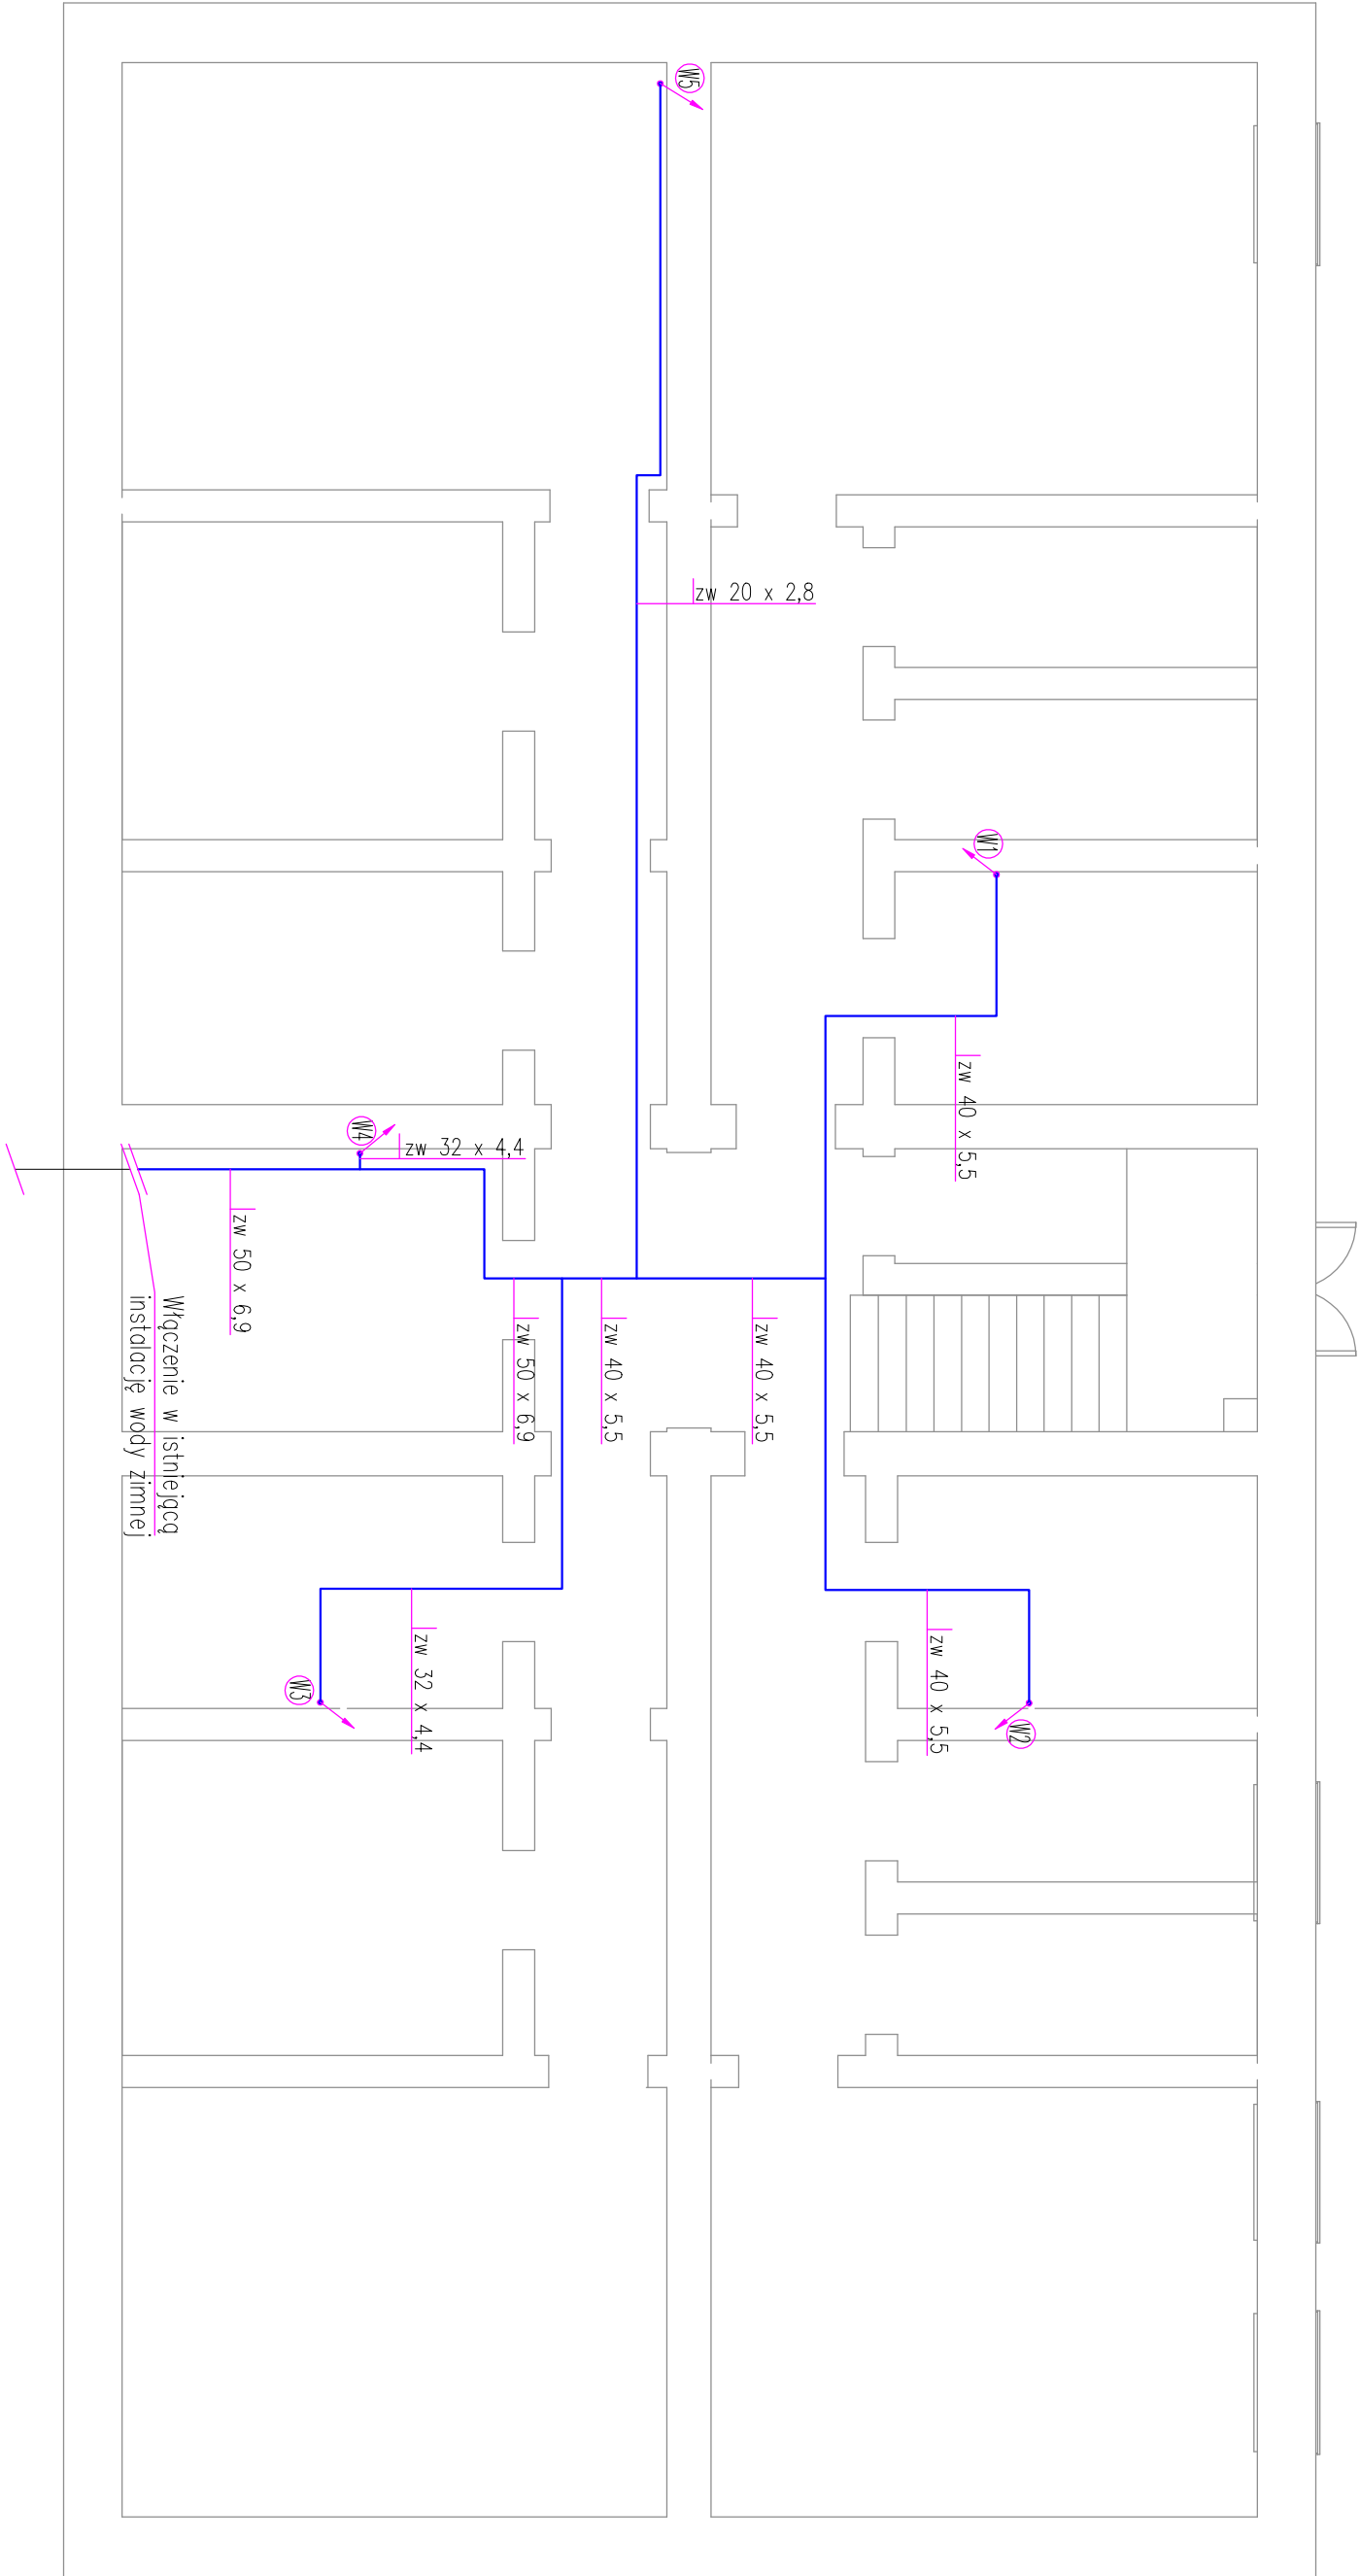 W5
zw 20 x 2,8
W1
zw 40 x 5,5
W4
zw 32 x 4,4
zw 50 x 6,9
Włączenie w istniejącą
instalację wody zimnej
zw 50 x 6,9
zw 40 x 5,5
zw 40 x 5,5
zw 32 x 4,4
zw 40 x 5,5
W3
W2